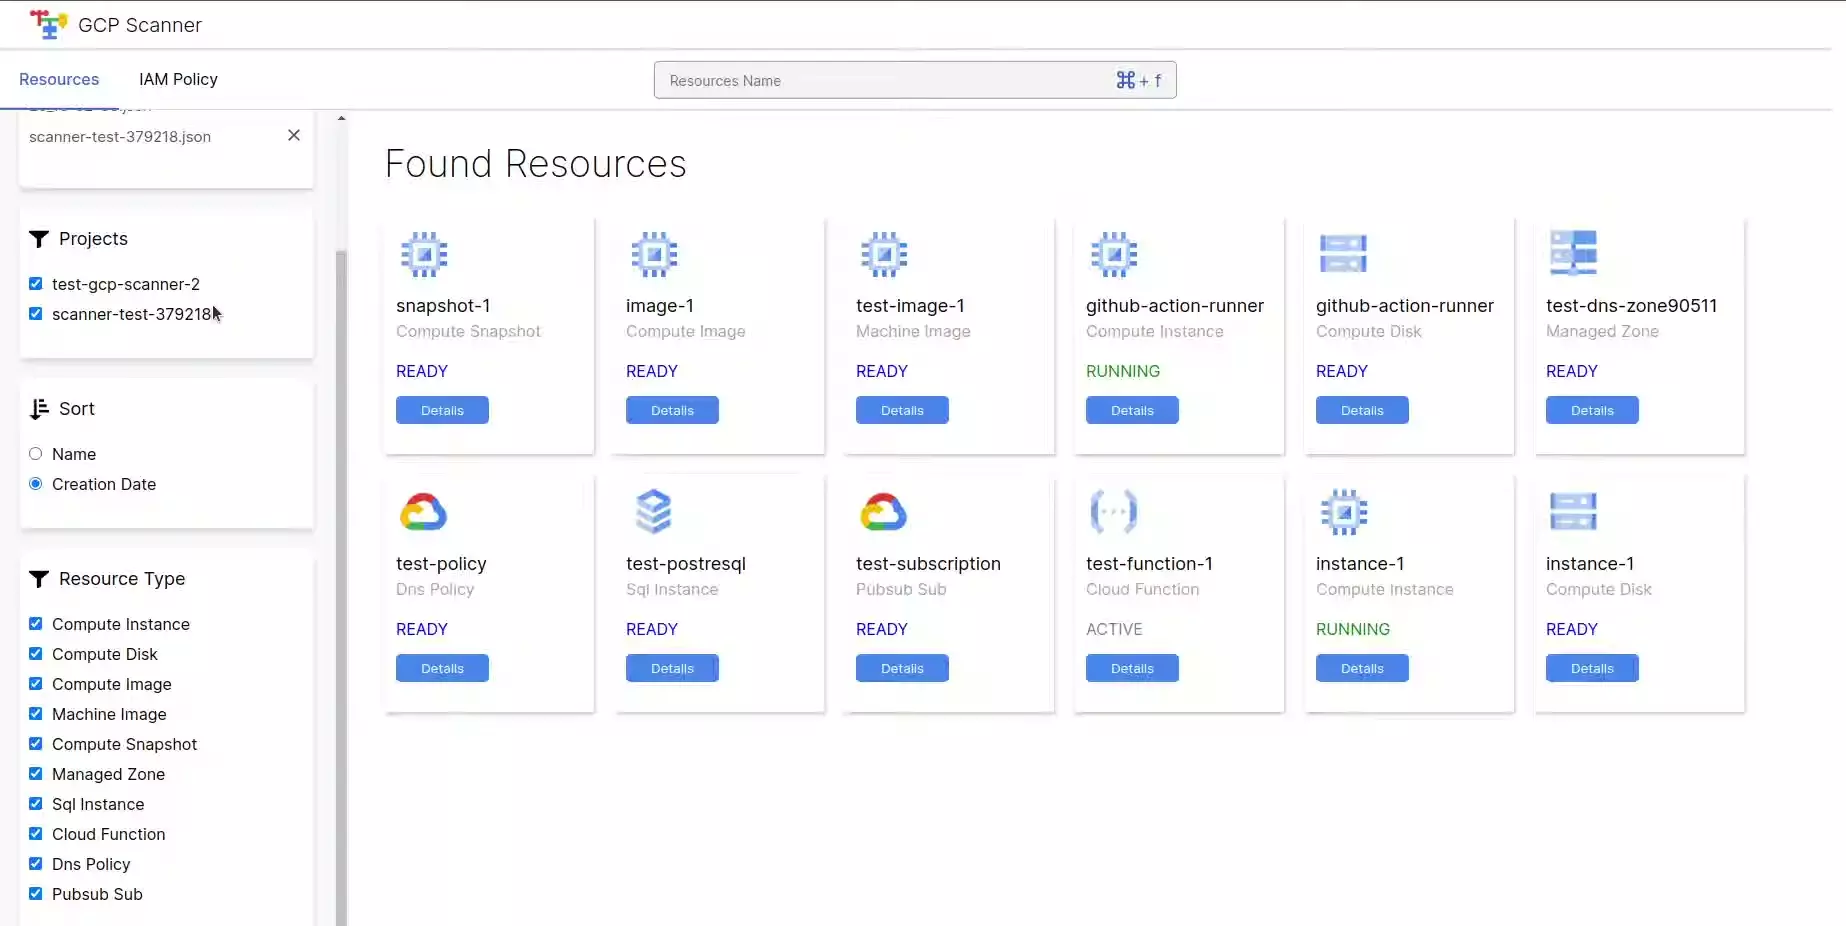 GCP Scanner
Resources
IAM Policy
Resources Name
⌘ + f
scanner-test-379218.json
Projects
test-gcp-scanner-2
scanner-test-379218
Sort
Name
Creation Date
Resource Type
Compute Instance
Compute Disk
Compute Image
Machine Image
Compute Snapshot
Managed Zone
Sql Instance
Cloud Function
Dns Policy
Pubsub Sub
Found Resources
snapshot-1
Compute Snapshot
READY
Details
image-1
Compute Image
READY
Details
test-image-1
Machine Image
READY
Details
github-action-runner
Compute Instance
RUNNING
Details
github-action-runner
Compute Disk
READY
Details
test-dns-zone90511
Managed Zone
READY
Details
test-policy
Dns Policy
READY
Details
test-postresql
Sql Instance
READY
Details
test-subscription
Pubsub Sub
READY
Details
test-function-1
Cloud Function
ACTIVE
Details
instance-1
Compute Instance
RUNNING
Details
instance-1
Compute Disk
READY
Details